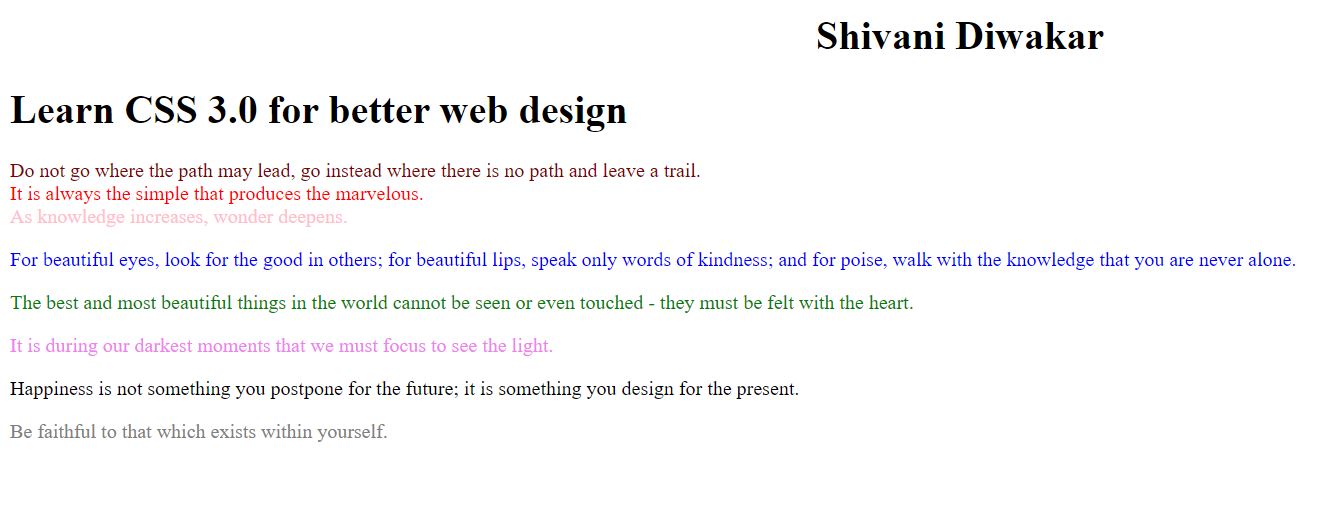 Shivani Diwakar
Learn CSS 3.0 for better web design
Do not go where the path may lead, go instead where there is no path and leave a trail.
It is always the simple that produces the marvelous.
As knowledge increases, wonder deepens.
For beautiful eyes, look for the good in others; for beautiful lips, speak only words of kindness; and for poise, walk with the knowledge that you are never alone.
The best and most beautiful things in the world cannot be seen or even touched - they must be felt with the heart.
It is during our darkest moments that we must focus to see the light.
Happiness is not something you postpone for the future; it is something you design for the present.
Be faithful to that which exists within yourself.